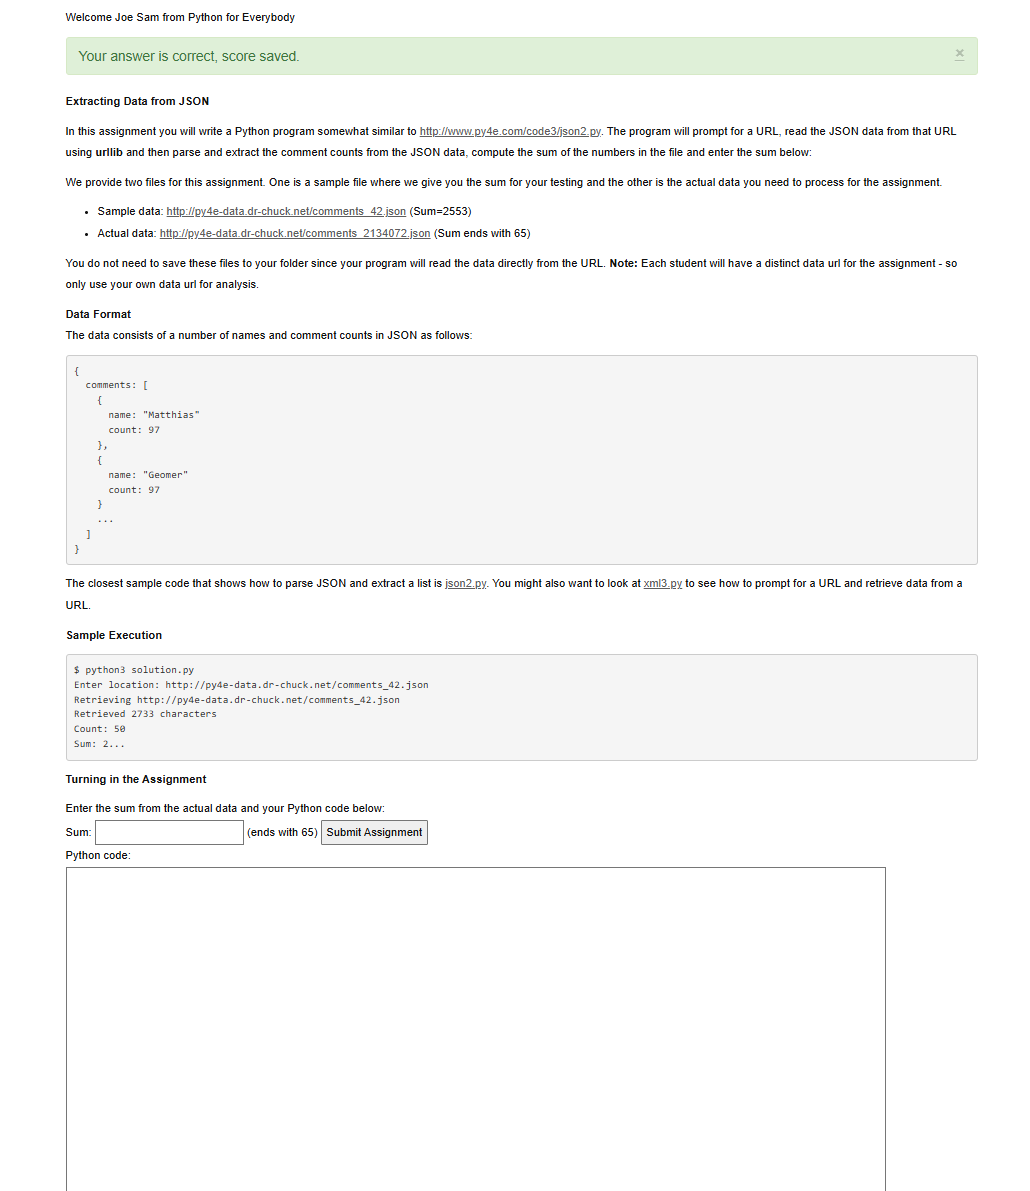 Welcome Joe Sam from Python for Everybody
Your answer is correct, score saved.
×
Extracting Data from JSON
In this assignment you will write a Python program somewhat similar to http://www.py4e.com/code3/json2.py. The program will prompt for a URL, read the JSON data from that URL
using urllib and then parse and extract the comment counts from the JSON data, compute the sum of the numbers in the file and enter the sum below:
We provide two files for this assignment. One is a sample file where we give you the sum for your testing and the other is the actual data you need to process for the assignment.
• Sample data: http://py4e-data.dr-chuck.net/comments_42.json (Sum=2553)
• Actual data: http://py4e-data.dr-chuck.net/comments_2134072.json (Sum ends with 65)
You do not need to save these files to your folder since your program will read the data directly from the URL. Note: Each student will have a distinct data url for the assignment - so
only use your own data url for analysis.
Data Format
The data consists of a number of names and comment counts in JSON as follows:
{
  comments: [
    {
      name: "Matthias"
      count: 97
    },
    {
      name: "Geomer"
      count: 97
    }
    ...
  ]
}
The closest sample code that shows how to parse JSON and extract a list is json2.py. You might also want to look at xml3.py to see how to prompt for a URL and retrieve data from a
URL.
Sample Execution
$ python3 solution.py
Enter location: http://py4e-data.dr-chuck.net/comments_42.json
Retrieving http://py4e-data.dr-chuck.net/comments_42.json
Retrieved 2733 characters
Count: 50
Sum: 2...
Turning in the Assignment
Enter the sum from the actual data and your Python code below:
Sum: (ends with 65) Submit Assignment
Python code: